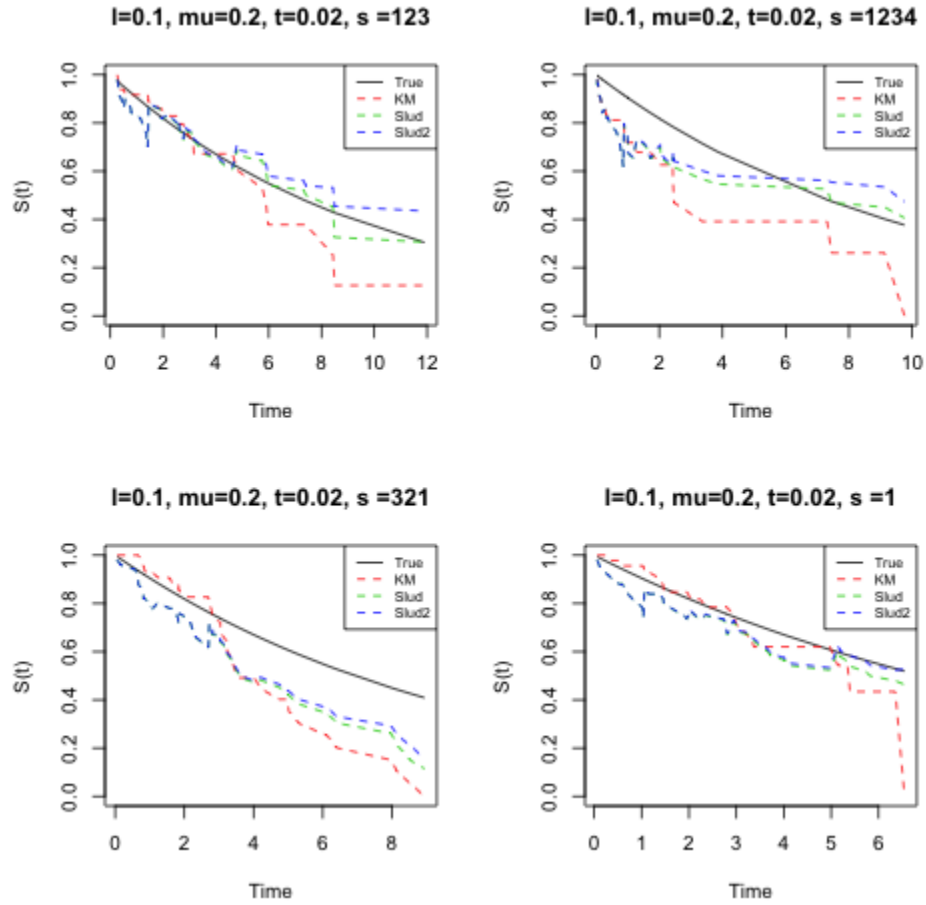 l=0.1, mu=0.2, t=0.02, s =123
S(t)
0.0 0.2 0.4 0.6 0.8 1.0
True
KM
Slud
Slud2
0 2 4 6 8 10 12
Time
l=0.1, mu=0.2, t=0.02, s =1234
S(t)
0.0 0.2 0.4 0.6 0.8 1.0
True
KM
Slud
Slud2
0 2 4 6 8 10
Time
l=0.1, mu=0.2, t=0.02, s =321
S(t)
0.0 0.2 0.4 0.6 0.8 1.0
True
KM
Slud
Slud2
0 2 4 6 8
Time
l=0.1, mu=0.2, t=0.02, s =1
S(t)
0.0 0.2 0.4 0.6 0.8 1.0
True
KM
Slud
Slud2
0 1 2 3 4 5 6
Time